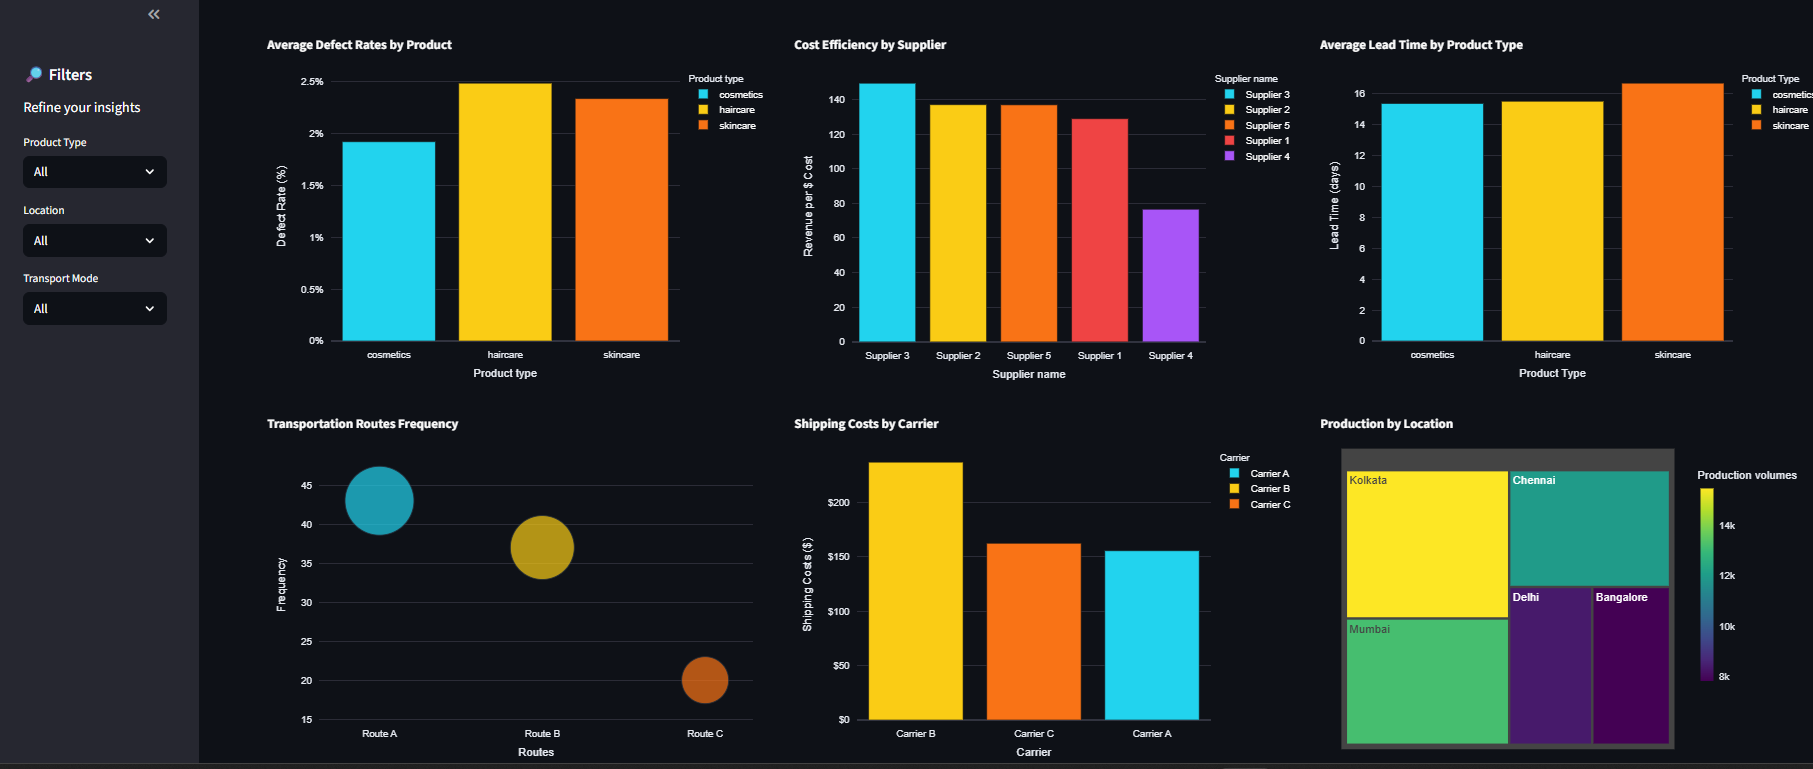 Filters
Refine your insights
Product Type
All
Location
All
Transport Mode
All
Average Defect Rates by Product
2.5%
2%
1.5%
1%
0.5%
0%
Defect Rate (%)
cosmetics haircare skincare
Product type
Product type
cosmetics
haircare
skincare
Cost Efficiency by Supplier
140
120
100
80
60
40
20
0
Revenue per $ Cost
Supplier 3 Supplier 2 Supplier 5 Supplier 1 Supplier 4
Supplier name
Supplier name
Supplier 3
Supplier 2
Supplier 5
Supplier 1
Supplier 4
Average Lead Time by Product Type
16
14
12
10
8
6
4
2
0
Lead Time (days)
cosmetics haircare skincare
Product Type
Product Type
cosmetics
haircare
skincare
Transportation Routes Frequency
45
40
35
30
25
20
15
Frequency
Route A Route B Route C
Routes
Shipping Costs by Carrier
$200
$150
$100
$50
$0
Shipping Costs ($)
Carrier B Carrier C Carrier A
Carrier
Carrier
Carrier A
Carrier B
Carrier C
Production by Location
Kolkata
Chennai
Mumbai
Delhi
Bangalore
Production volumes
14k
12k
10k
8k